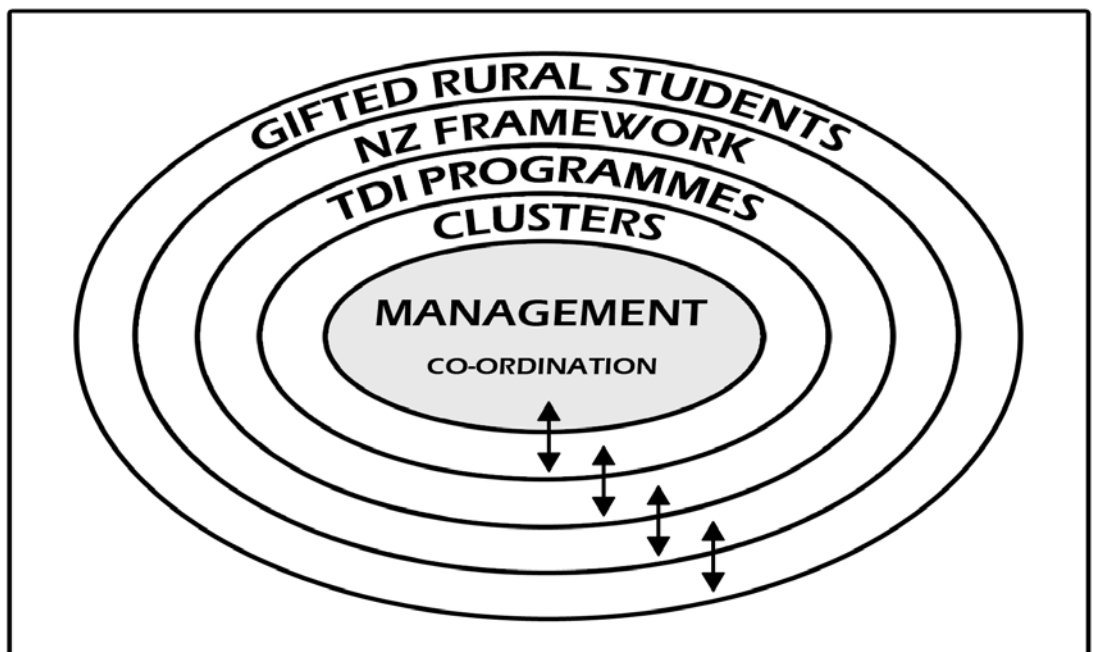 GIFTED RURAL STUDENTS
NZ FRAMEWORK
TDI PROGRAMMES
CLUSTERS
MANAGEMENT
CO-ORDINATION